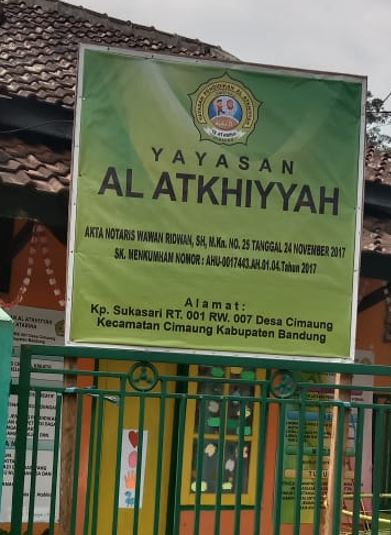 YAYASAN
AL ATKHIYYAH
AKTA NOTARIS WAWAN RIDWAN, SH, M.Kn. NO. 25 TANGGAL 24 NOVEMBER 2017
SK. MENKUMHAM NOMOR : AHU-0017443.AH.01.04.Tahun 2017
Alamat :
Kp. Sukasari RT. 001 RW. 007 Desa Cimaung
Kecamatan Cimaung Kabupaten Bandung